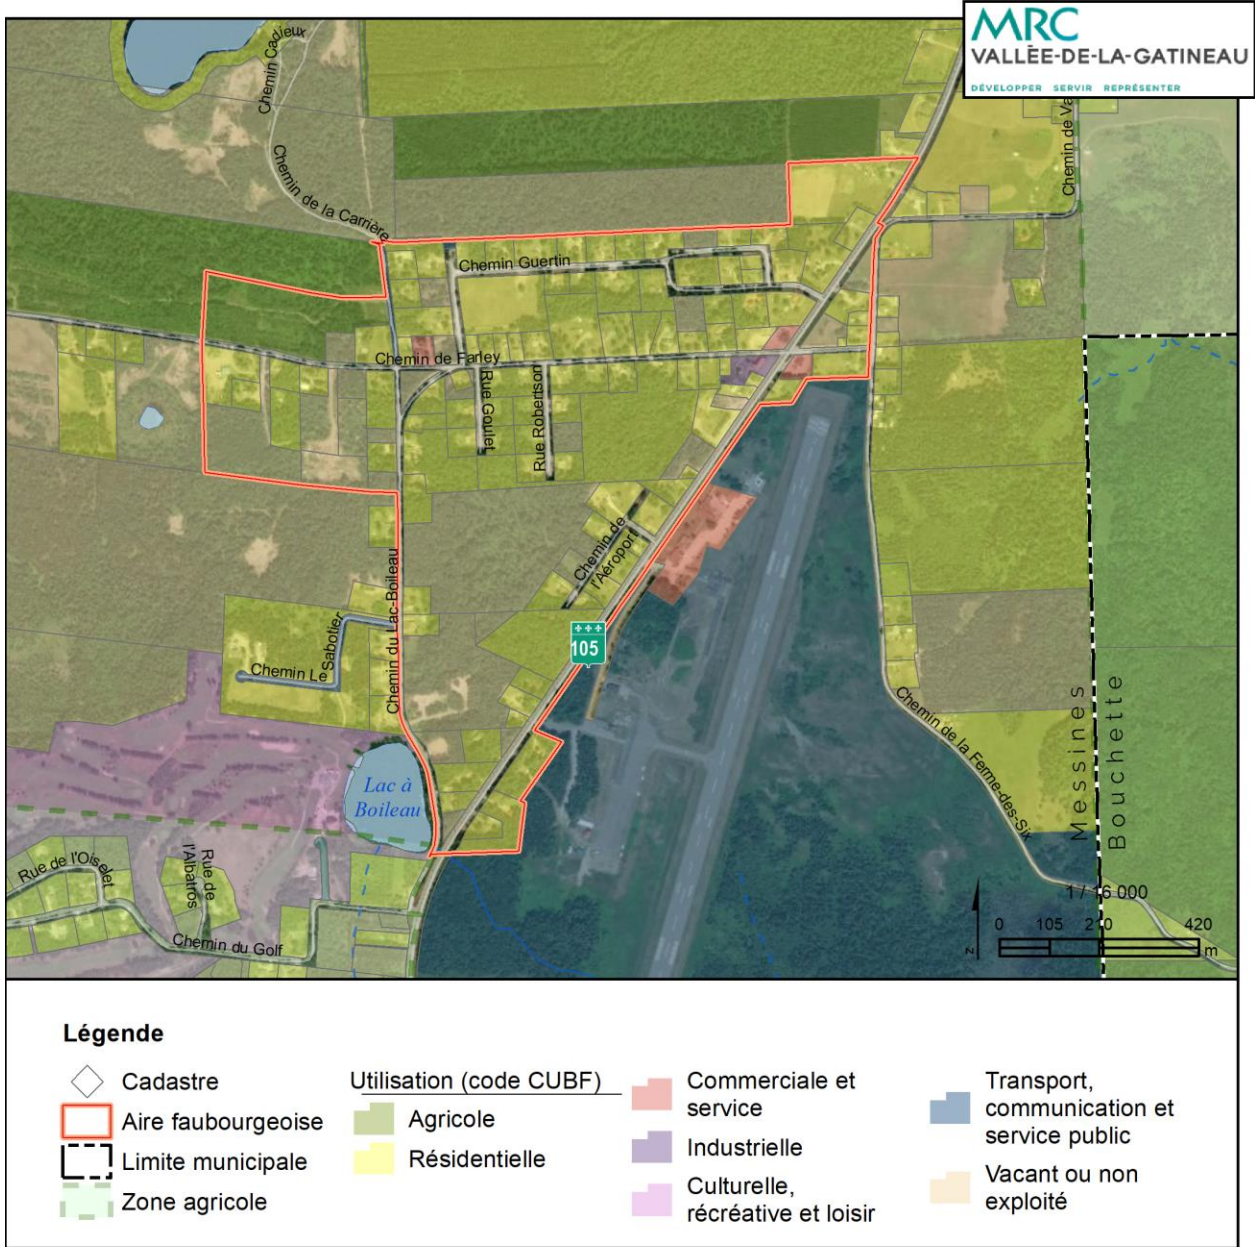 MRC
VALLÉE-DE-LA-GATINEAU
DÉVELOPPER SERVIR REPRÉSENTER
Chemin Cadieux
Chemin de Va
Chemin de la Carrière
Chemin Guertin
Chemin de Farley
Rue Goulet
Rue Robertson
Chemin de
l'Aéroport
Chemin du Lac-Boileau
Chemin Le Sabotier
105
Chemin de la Ferme-des-Six
Messines
Bouchette
Lac à
Boileau
Rue de l'Oiselet
Rue de
l'Albatros
Chemin du Golf
1 / 16 000
0 105 210 420
m
z
Légende
Cadastre
Aire faubourgeoise
Limite municipale
Zone agricole
Utilisation (code CUBF)
Agricole
Résidentielle
Commerciale et
service
Industrielle
Culturelle,
récréative et loisir
Transport,
communication et
service public
Vacant ou non
exploité